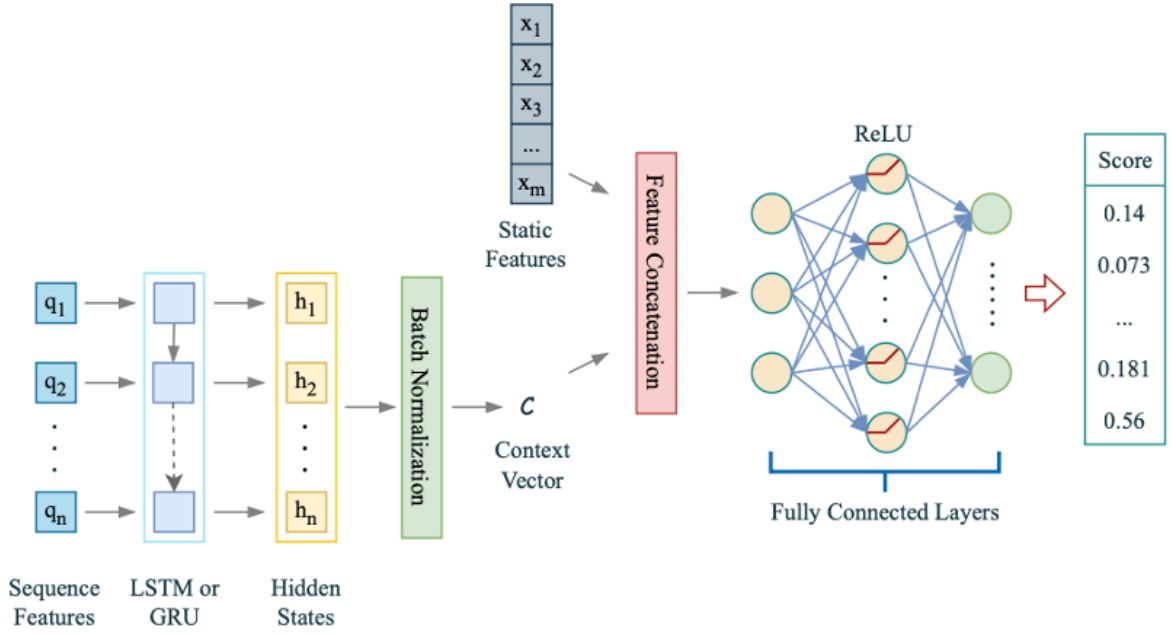 x1
x2
x3
...
xm
Static
Features
q1
q2
qn
Sequence
Features
LSTM or
GRU
h1
h2
hn
Hidden
States
Batch Normalization
C
Context
Vector
Feature Concatenation
ReLU
Fully Connected Layers
Score
0.14
0.073
...
0.181
0.56